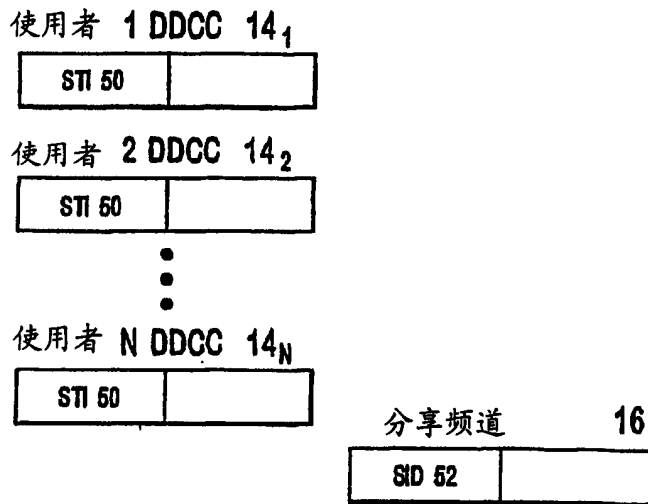 使用者 1 DDCC 14₁
STI 50
使用者 2 DDCC 14₂
STI 50
使用者 N DDCC 14N
STI 50
分享频道 16
SID 52